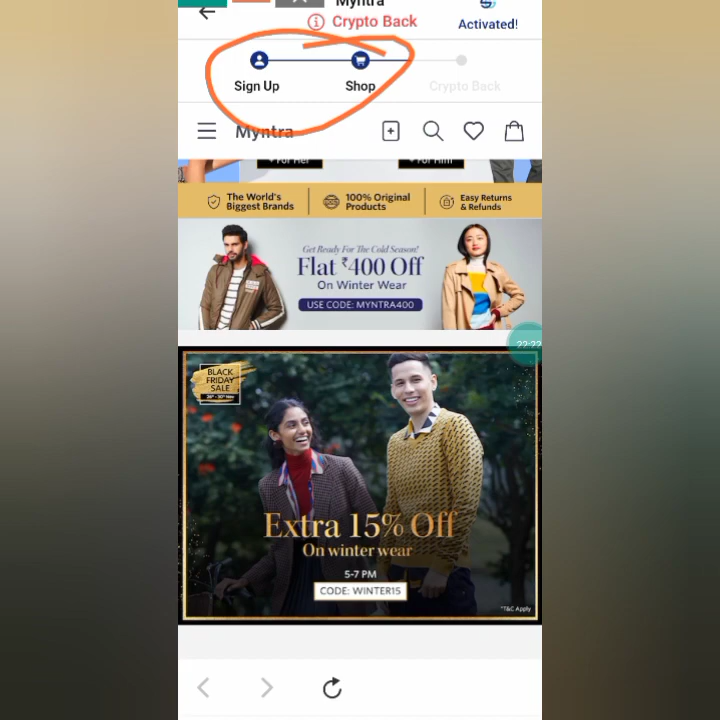 Myntra
Crypto Back
Activated!
Sign Up
Shop
Crypto Back
Myntra
+ For Her
+ For Him
The World's
Biggest Brands
100% Original
Products
Easy Returns
& Refunds
Get Ready For The Cold Season!
Flat ₹400 Off
On Winter Wear
USE CODE: MYNTRA400
22:22
BLACK
FRIDAY
SALE
Extra 15% Off
On winter wear
5-7 PM
CODE: WINTER15
*T&C Apply